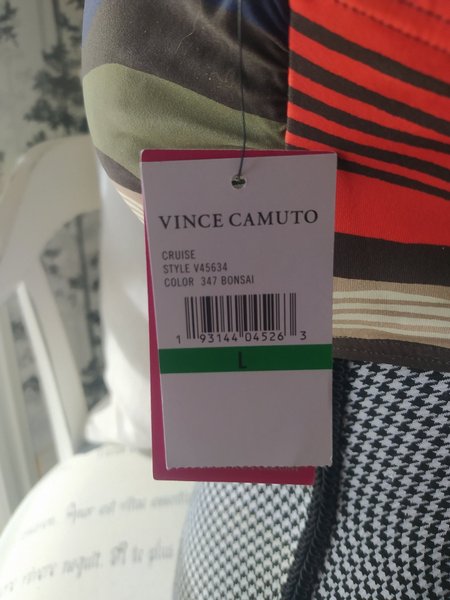 VINCE CAMUTO
CRUISE
STYLE V45634
COLOR 347 BONSAI
1 93144 04526 3
L